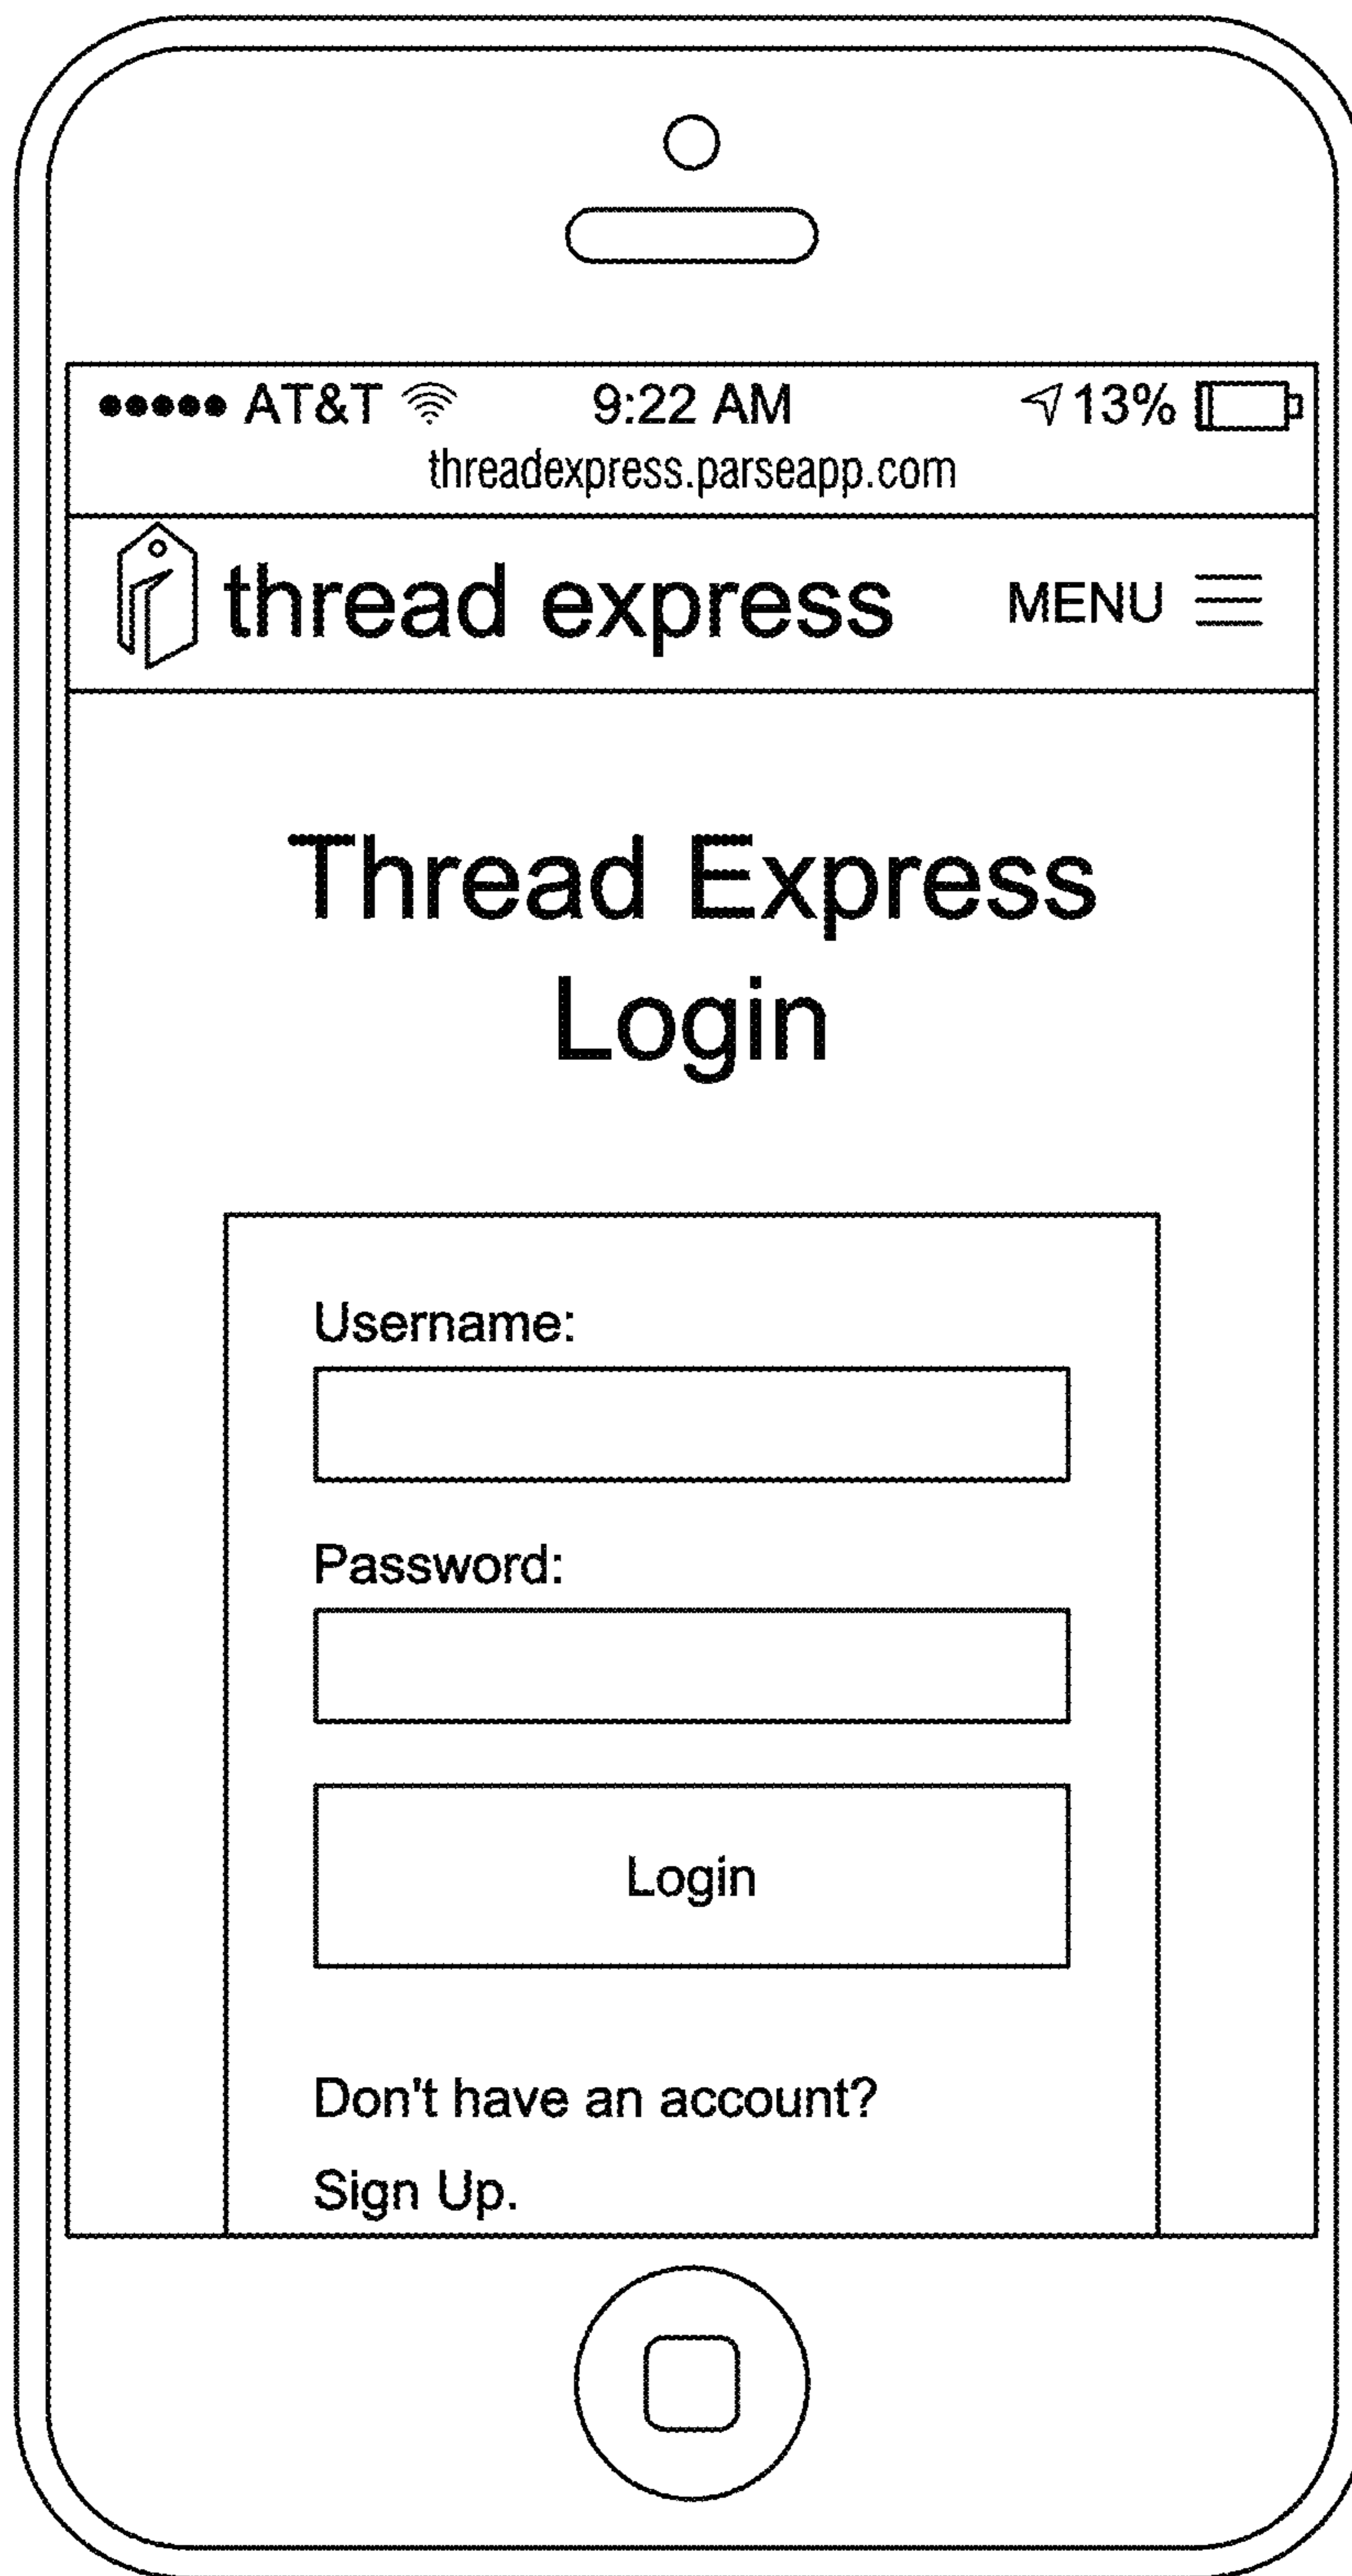 AT&T 9:22 AM 13%
threadexpress.parseapp.com
thread express MENU
Thread Express
Login
Username:
Password:
Login
Don't have an account?
Sign Up.